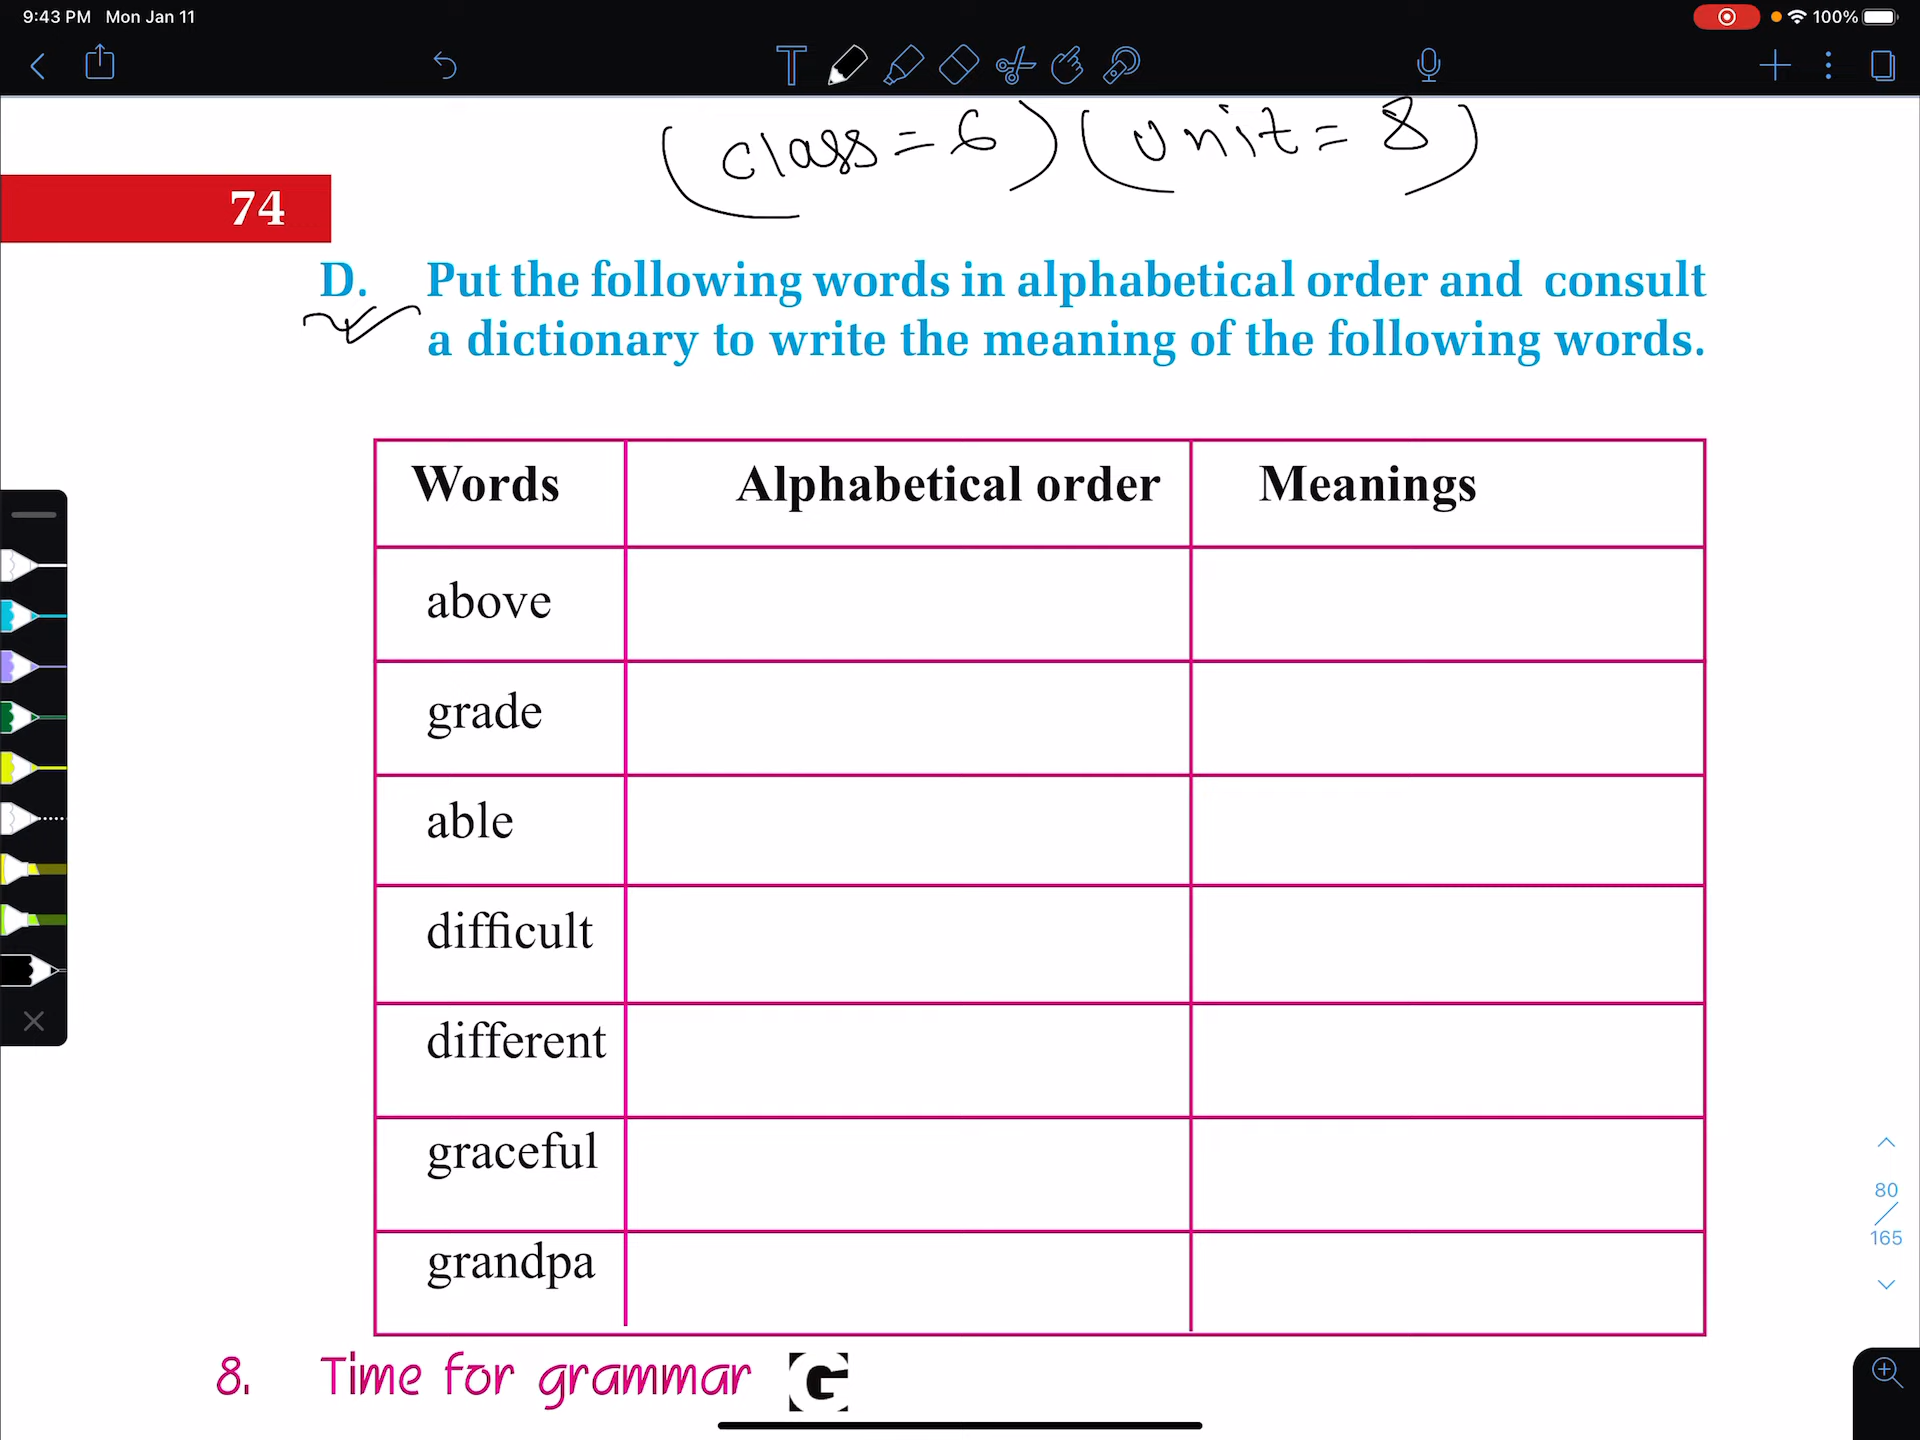 9:43 PM Mon Jan 11
100%
(class = 6) (unit = 8)
74
D. Put the following words in alphabetical order and consult
a dictionary to write the meaning of the following words.
Words Alphabetical order Meanings
above
grade
able
difficult
different
graceful
grandpa
80
165
8. Time for grammar G